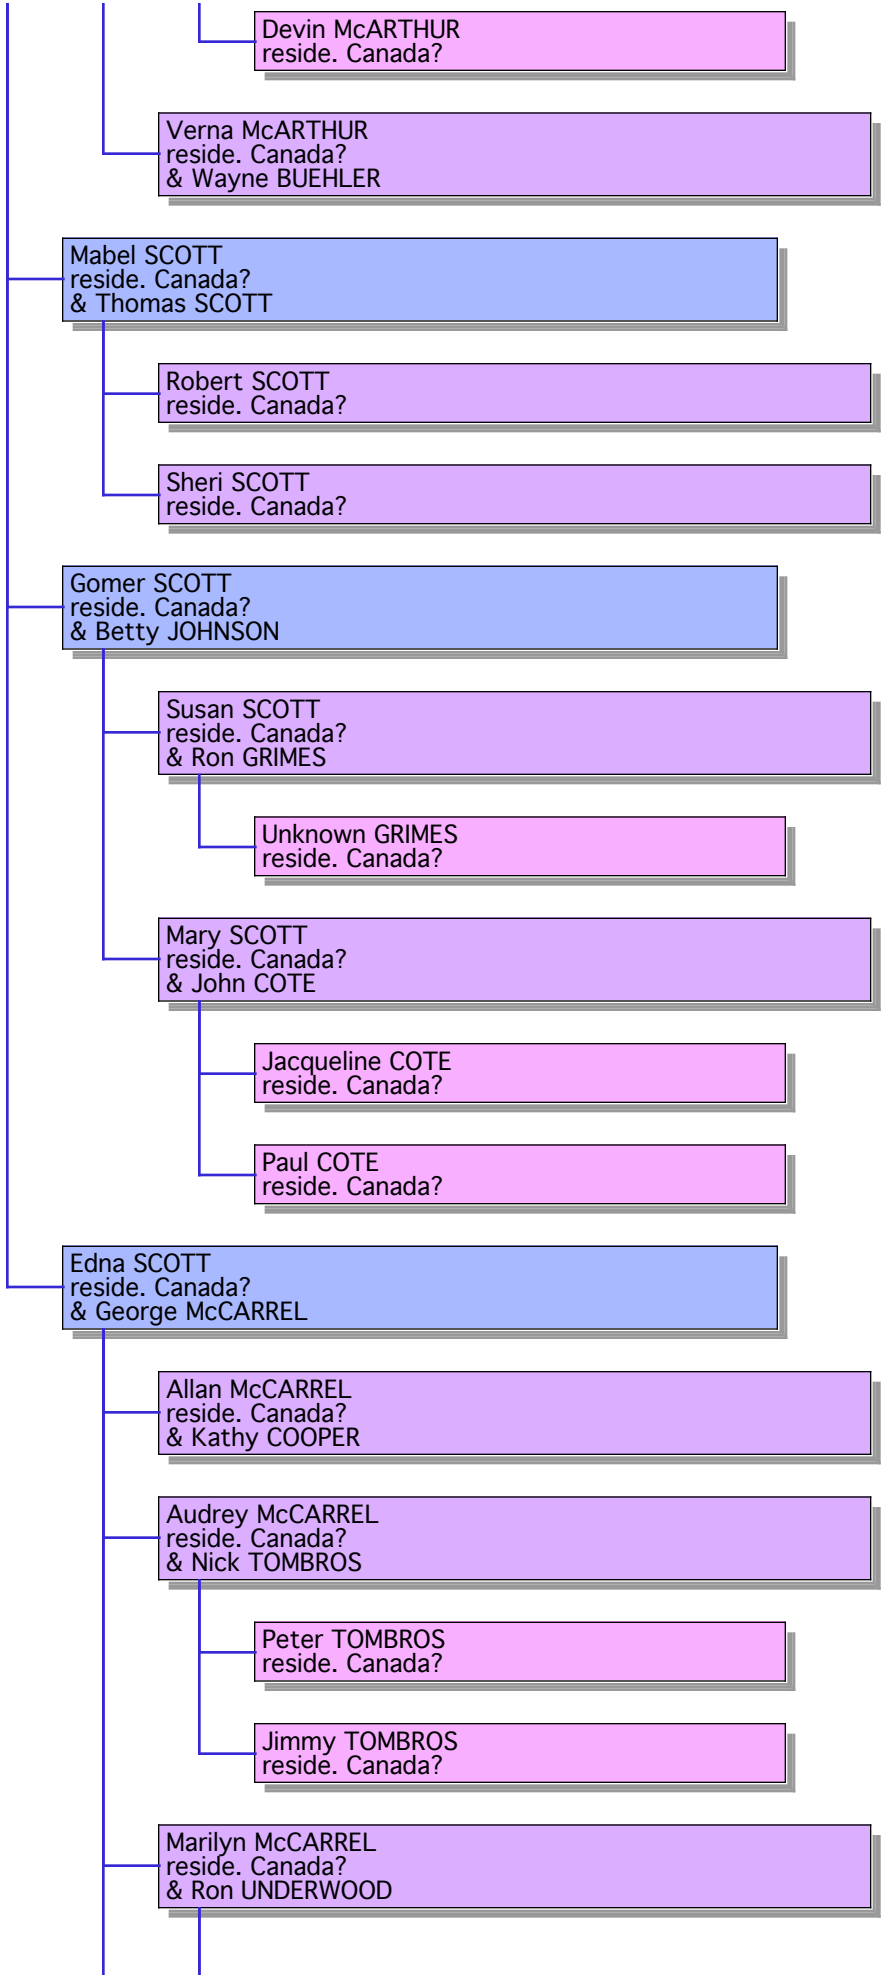 Devin McARTHUR
reside. Canada?
Verna McARTHUR
reside. Canada?
& Wayne BUEHLER
Mabel SCOTT
reside. Canada?
& Thomas SCOTT
Robert SCOTT
reside. Canada?
Sheri SCOTT
reside. Canada?
Gomer SCOTT
reside. Canada?
& Betty JOHNSON
Susan SCOTT
reside. Canada?
& Ron GRIMES
Unknown GRIMES
reside. Canada?
Mary SCOTT
reside. Canada?
& John COTE
Jacqueline COTE
reside. Canada?
Paul COTE
reside. Canada?
Edna SCOTT
reside. Canada?
& George McCARREL
Allan McCARREL
reside. Canada?
& Kathy COOPER
Audrey McCARREL
reside. Canada?
& Nick TOMBROS
Peter TOMBROS
reside. Canada?
Jimmy TOMBROS
reside. Canada?
Marilyn McCARREL
reside. Canada?
& Ron UNDERWOOD